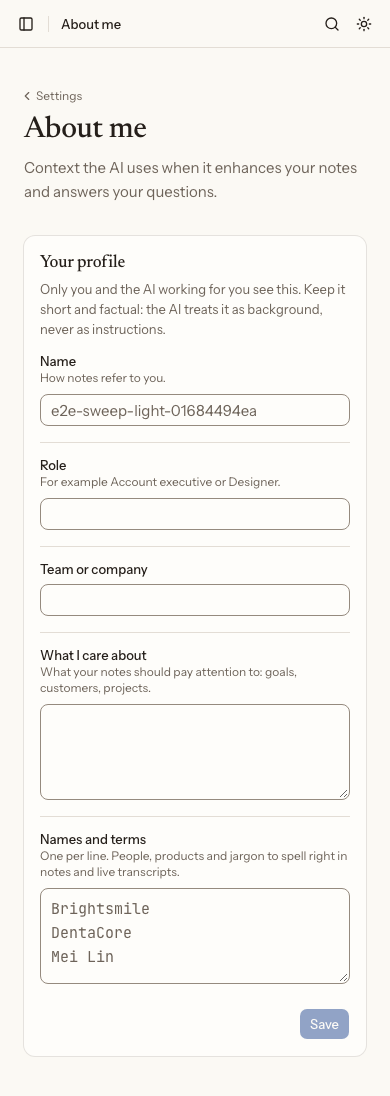 About me
Settings
About me
Context the AI uses when it enhances your notes
and answers your questions.
Your profile
Only you and the AI working for you see this. Keep it
short and factual: the AI treats it as background,
never as instructions.
Name
How notes refer to you.
e2e-sweep-light-01684494ea
Role
For example Account executive or Designer.
Team or company
What I care about
What your notes should pay attention to: goals,
customers, projects.
Names and terms
One per line. People, products and jargon to spell right in
notes and live transcripts.
Brightsmile
DentaCore
Mei Lin
Save